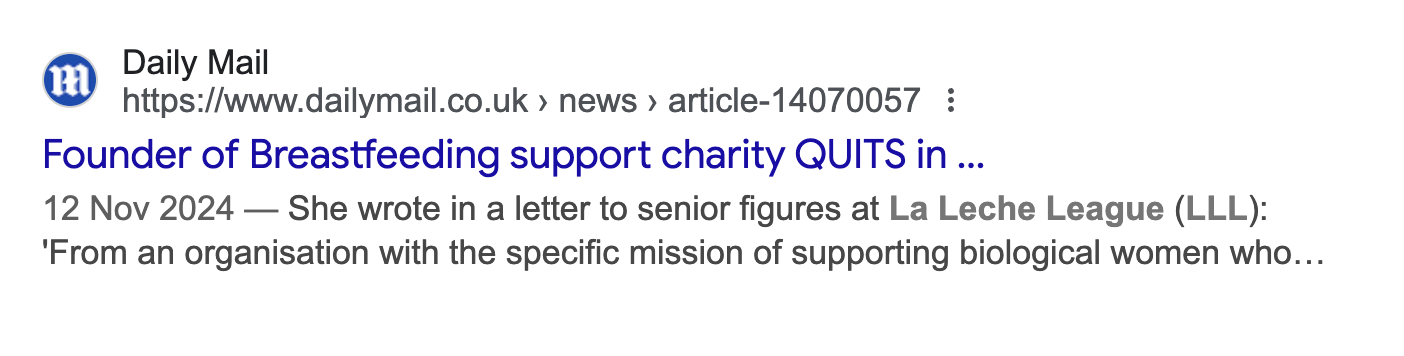 Daily Mail
https://www.dailymail.co.uk › news › article-14070057
Founder of Breastfeeding support charity QUITS in ...
12 Nov 2024 — She wrote in a letter to senior figures at La Leche League (LLL):
'From an organisation with the specific mission of supporting biological women who…